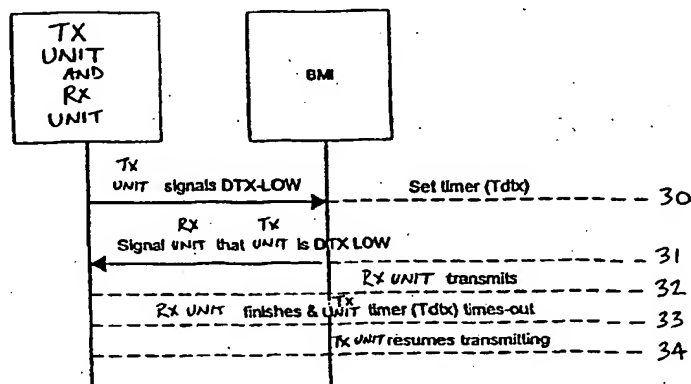 TX
UNIT
AND
RX
UNIT
BMI
TX
UNIT signals DTX-LOW
Set timer (Tdtx)
30
RX TX
Signal UNIT that UNIT is DTX LOW
31
RX UNIT transmits
32
TX
RX UNIT finishes & UNIT timer (Tdtx) times-out
33
TX UNIT resumes transmitting
34